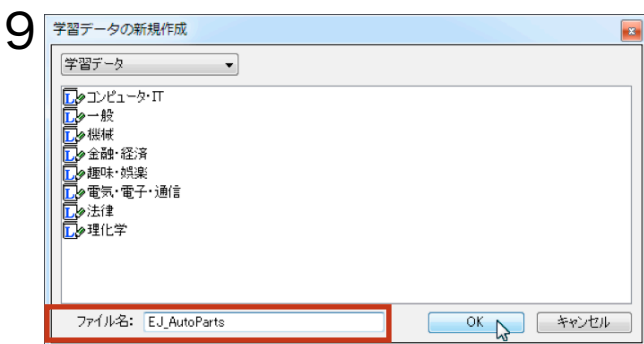 9
学習データの新規作成
学習データ
コンピュータ・IT
一般
機械
金融・経済
趣味・娯楽
電気・電子・通信
法律
理化学
ファイル名: EJ_AutoParts OK キャンセル